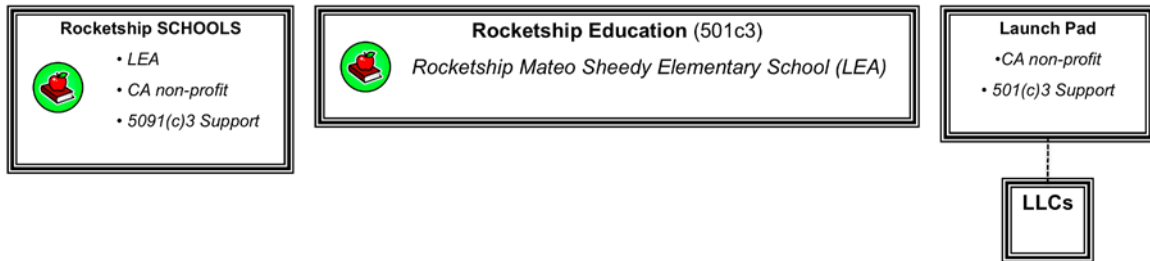 Rocketship SCHOOLS
• LEA
• CA non-profit
• 5091(c)3 Support
Rocketship Education (501c3)
Rocketship Mateo Sheedy Elementary School (LEA)
Launch Pad
•CA non-profit
• 501(c)3 Support
LLCs